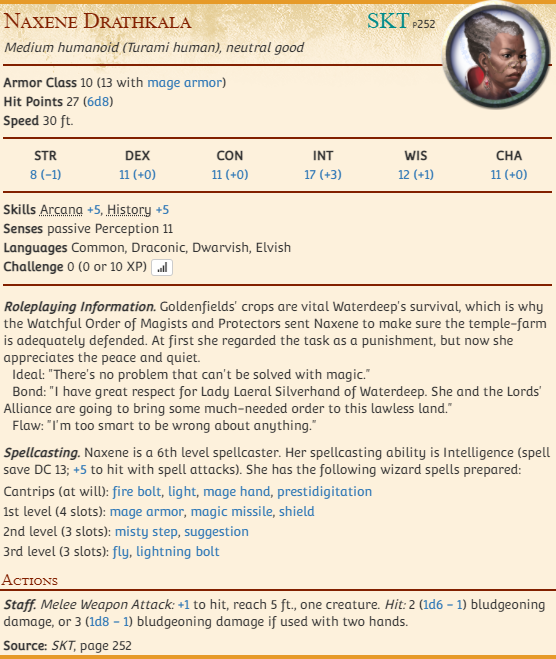 Naxene Drathkala SKT p252
Medium humanoid (Turami human), neutral good
Armor Class 10 (13 with mage armor)
Hit Points 27 (6d8)
Speed 30 ft.
STR DEX CON INT WIS CHA
8 (−1) 11 (+0) 11 (+0) 17 (+3) 12 (+1) 11 (+0)
Skills Arcana +5, History +5
Senses passive Perception 11
Languages Common, Draconic, Dwarvish, Elvish
Challenge 0 (0 or 10 XP)
Roleplaying Information. Goldenfields' crops are vital Waterdeep's survival, which is why
the Watchful Order of Magists and Protectors sent Naxene to make sure the temple-farm
is adequately defended. At first she regarded the task as a punishment, but now she
appreciates the peace and quiet.
Ideal: "There's no problem that can't be solved with magic."
Bond: "I have great respect for Lady Laeral Silverhand of Waterdeep. She and the Lords'
Alliance are going to bring some much-needed order to this lawless land."
Flaw: "I'm too smart to be wrong about anything."
Spellcasting. Naxene is a 6th level spellcaster. Her spellcasting ability is Intelligence (spell
save DC 13; +5 to hit with spell attacks). She has the following wizard spells prepared:
Cantrips (at will): fire bolt, light, mage hand, prestidigitation
1st level (4 slots): mage armor, magic missile, shield
2nd level (3 slots): misty step, suggestion
3rd level (3 slots): fly, lightning bolt
Actions
Staff. Melee Weapon Attack: +1 to hit, reach 5 ft., one creature. Hit: 2 (1d6 − 1) bludgeoning
damage, or 3 (1d8 − 1) bludgeoning damage if used with two hands.
Source: SKT, page 252